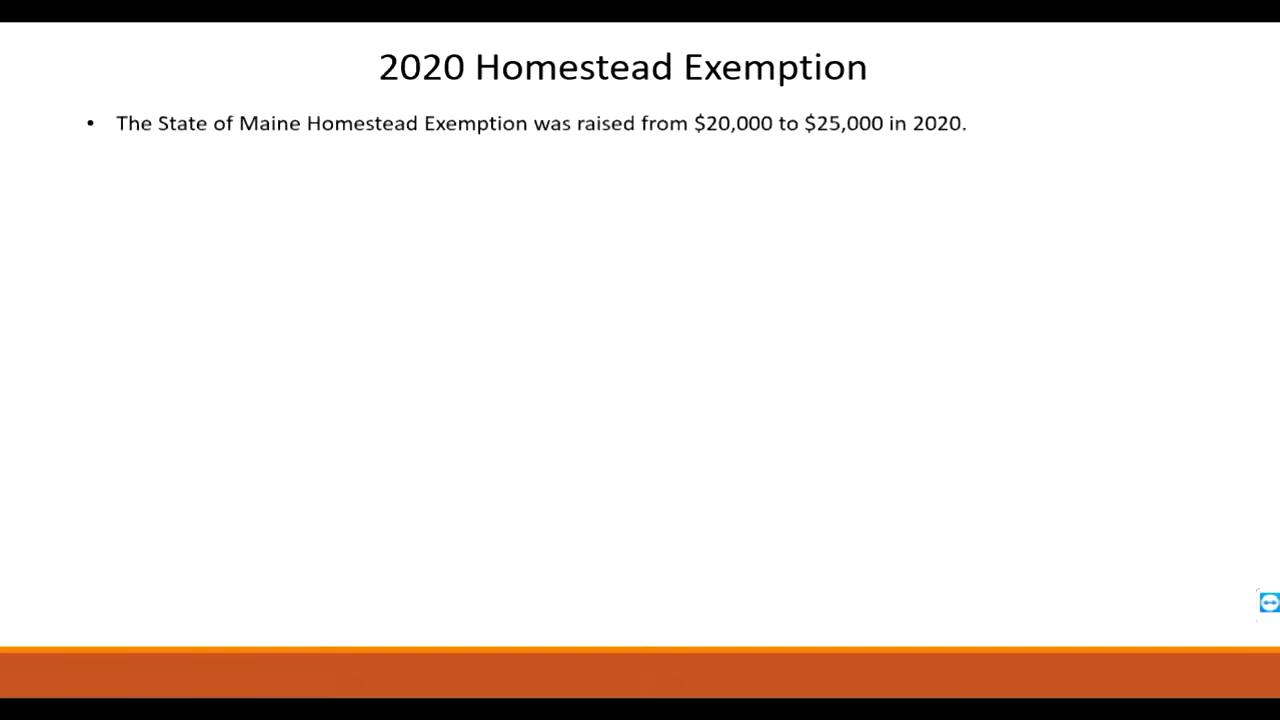 2020 Homestead Exemption
• The State of Maine Homestead Exemption was raised from $20,000 to $25,000 in 2020.